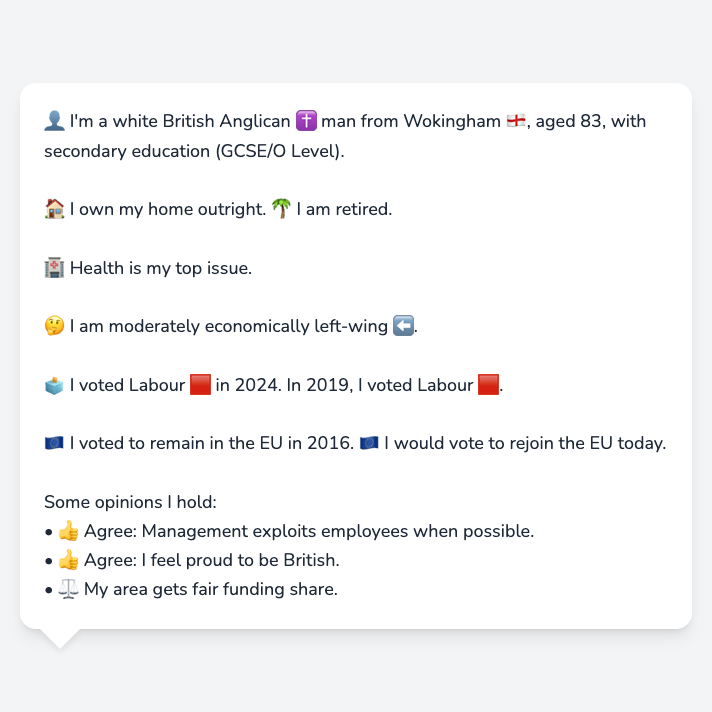 👤 I'm a white British Anglican ✝️ man from Wokingham 🏴󠁧󠁢󠁥󠁮󠁧󠁿, aged 83, with
secondary education (GCSE/O Level).
🏠 I own my home outright. 🌴 I am retired.
🏥 Health is my top issue.
🤔 I am moderately economically left-wing ⬅️.
🗳️ I voted Labour 🟥 in 2024. In 2019, I voted Labour 🟥.
🇪🇺 I voted to remain in the EU in 2016. 🇪🇺 I would vote to rejoin the EU today.
Some opinions I hold:
• 👍 Agree: Management exploits employees when possible.
• 👍 Agree: I feel proud to be British.
• ⚖️ My area gets fair funding share.